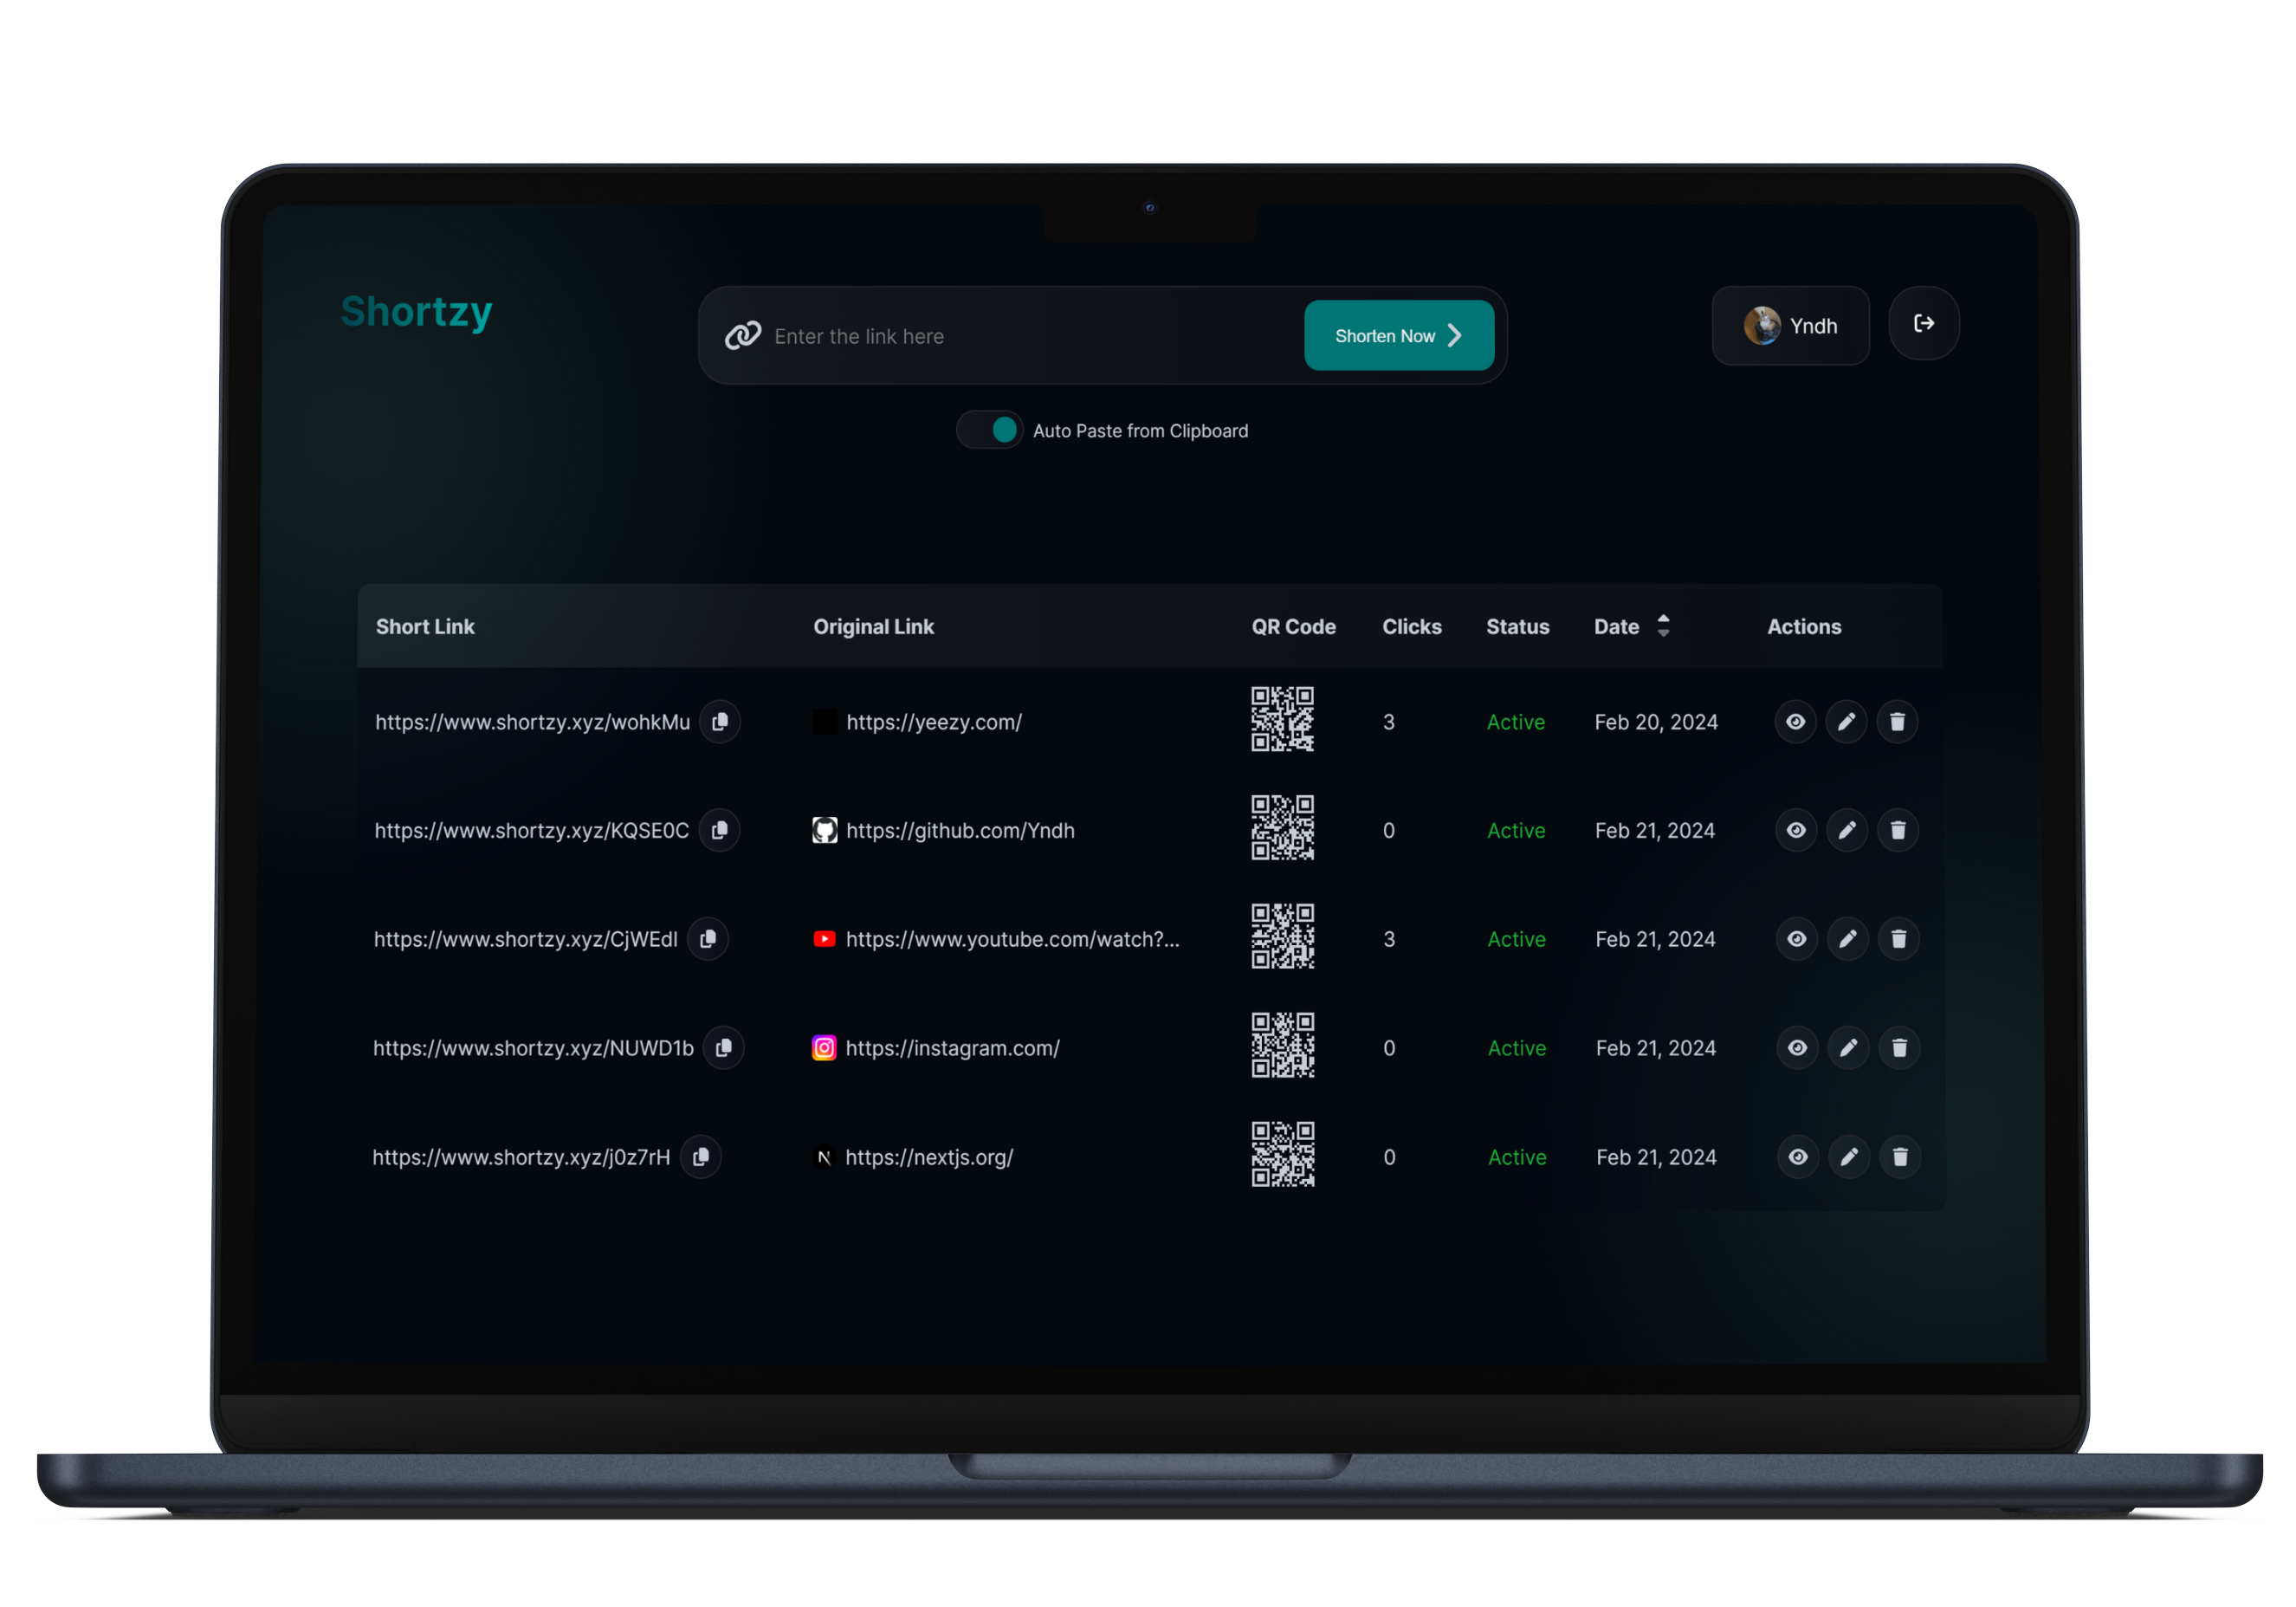 Shortzy
Enter the link here
Shorten Now
Yndh
Auto Paste from Clipboard
Short Link Original Link QR Code Clicks Status Date Actions
https://www.shortzy.xyz/wohkMu https://yeezy.com/ 3 Active Feb 20, 2024
https://www.shortzy.xyz/KQSE0C https://github.com/Yndh 0 Active Feb 21, 2024
https://www.shortzy.xyz/CjWEdI https://www.youtube.com/watch?... 3 Active Feb 21, 2024
https://www.shortzy.xyz/NUWD1b https://instagram.com/ 0 Active Feb 21, 2024
https://www.shortzy.xyz/j0z7rH N https://nextjs.org/ 0 Active Feb 21, 2024